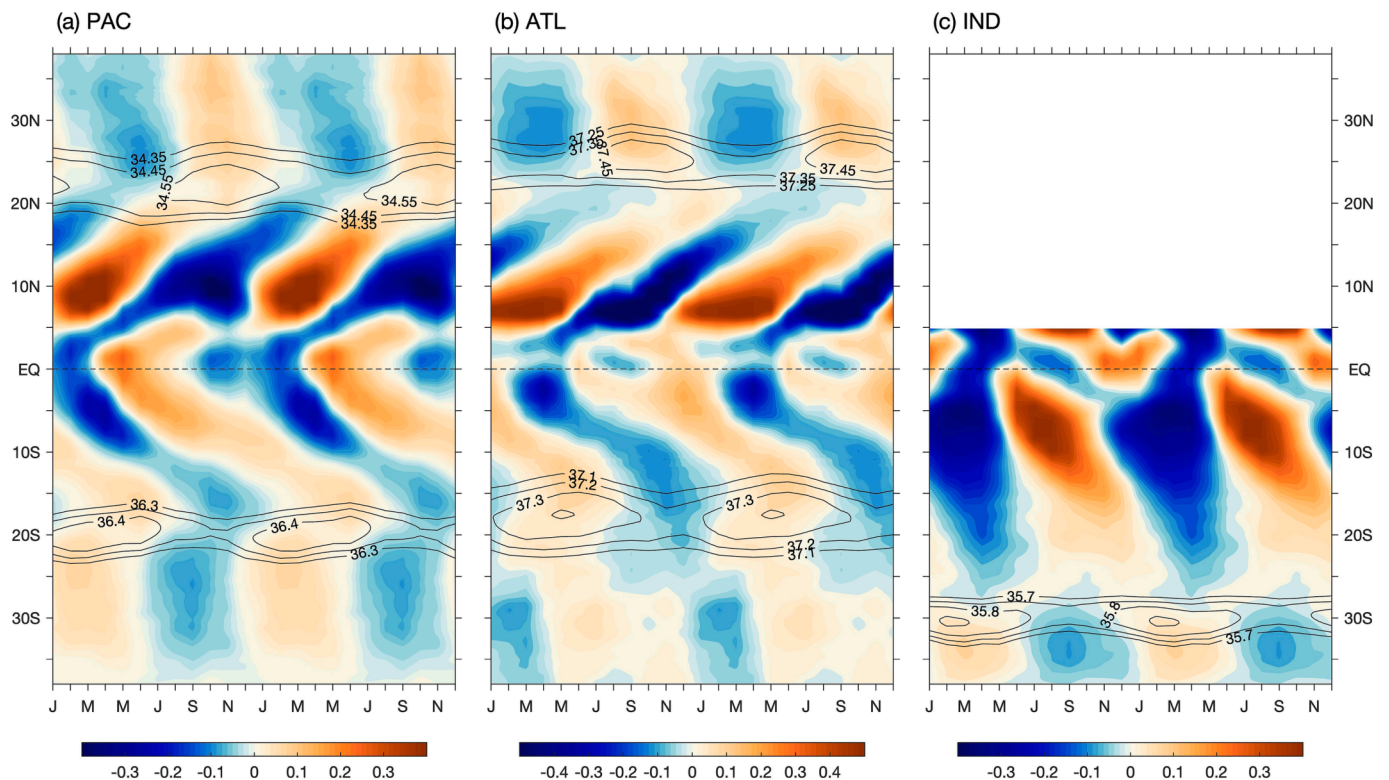 (a) PAC
(b) ATL
(c) IND
30N
20N
10N
EQ
10S
20S
30S
34.35
34.45
34.55
34.55
34.45
34.35
36.3
36.4
36.4
36.3
37.25
37.35
37.45
37.45
37.35
37.25
37.1
37.2
37.3
37.3
37.2
37.1
30N
20N
10N
EQ
10S
20S
30S
35.7
35.8
35.8
35.7
J M M J S N J M M J S N
J M M J S N J M M J S N
J M M J S N J M M J S N
-0.3 -0.2 -0.1 0 0.1 0.2 0.3
-0.4 -0.3 -0.2 -0.1 0 0.1 0.2 0.3 0.4
-0.3 -0.2 -0.1 0 0.1 0.2 0.3